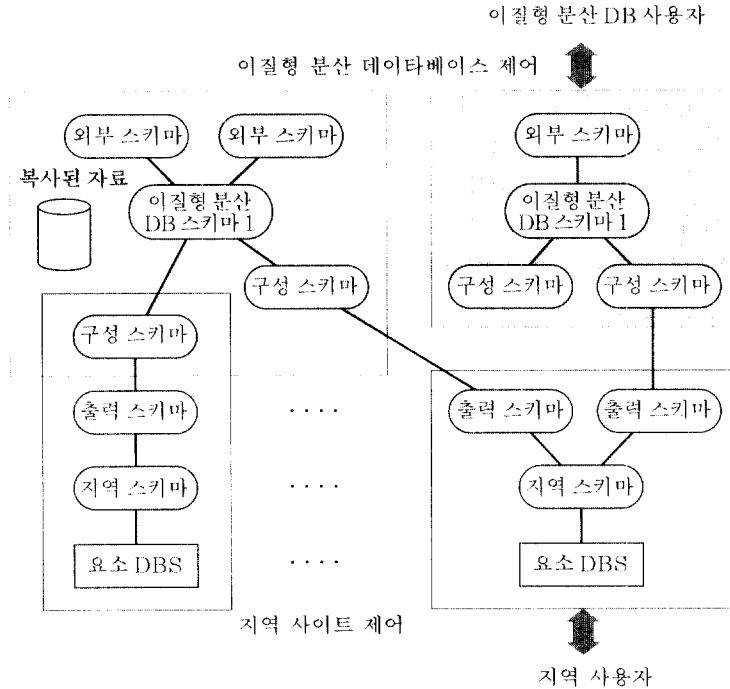 이질형 분산 DB 사용자
이질형 분산 데이타베이스 제어
외부 스키마
외부 스키마
외부 스키마
복사된 자료
이질형 분산
DB 스키마 1
이질형 분산
DB 스키마 1
구성 스키마
구성 스키마
구성 스키마
구성 스키마
출력 스키마
· · · ·
출력 스키마
출력 스키마
지역 스키마
· · · ·
지역 스키마
요소 DBS
· · · ·
요소 DBS
지역 사이트 제어
지역 사용자